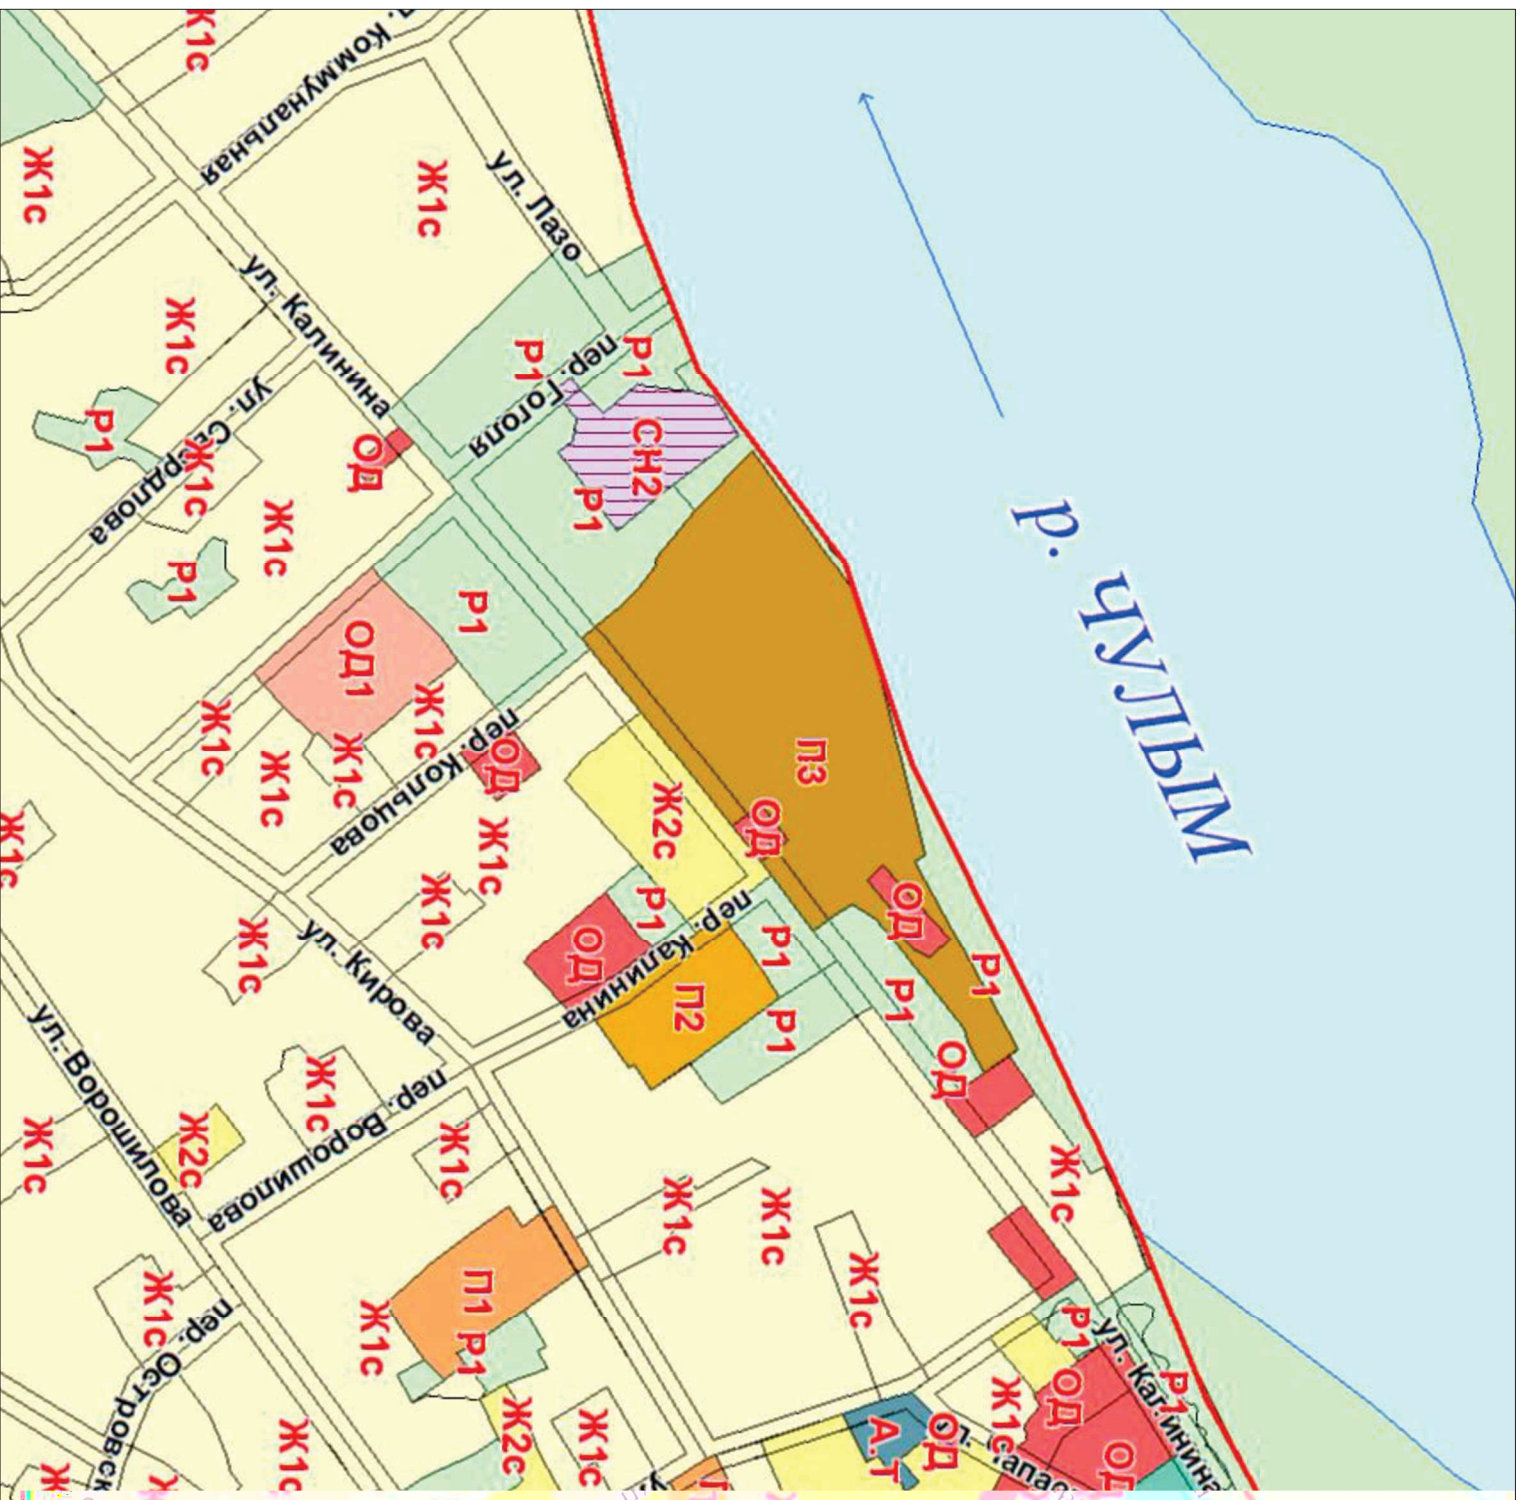 Ж1с
ул. Коммунальная
Ж1с
Ж1с
ул. Лазо
ул. Калинина
Ж1с
Р1
Р1
пер. Гоголя
СН2
Р1
Р1
ул. Свердлова
Ж1с
ОД
Ж1с
Р1
Р1
ОД1
Ж1с
Ж1с
Ж1с
Ж1с
пер. Кольцова
ОД
П3
р. ЧУЛЫМ
Ж2с
ОД
Ж1с
Ж1с
Ж1с
Ж1с
Р1
ОД
пер. Калинина
Р1
ОД
Р1
Р1
П2
Р1
ОД
ул. Кирова
ул. Ворошилова
Ж1с
пер. Ворошилова
Ж2с
Ж1с
Ж1с
Ж1с
Ж1с
Ж1с
Ж1с
П1
Р1
Ж1с
Ж1с
пер. Островск
Р1
ул. Калинина
Р1
ОД
Ж1с
ОД
ОД
А.Т
Ж2с
Ж1с
Ж1с